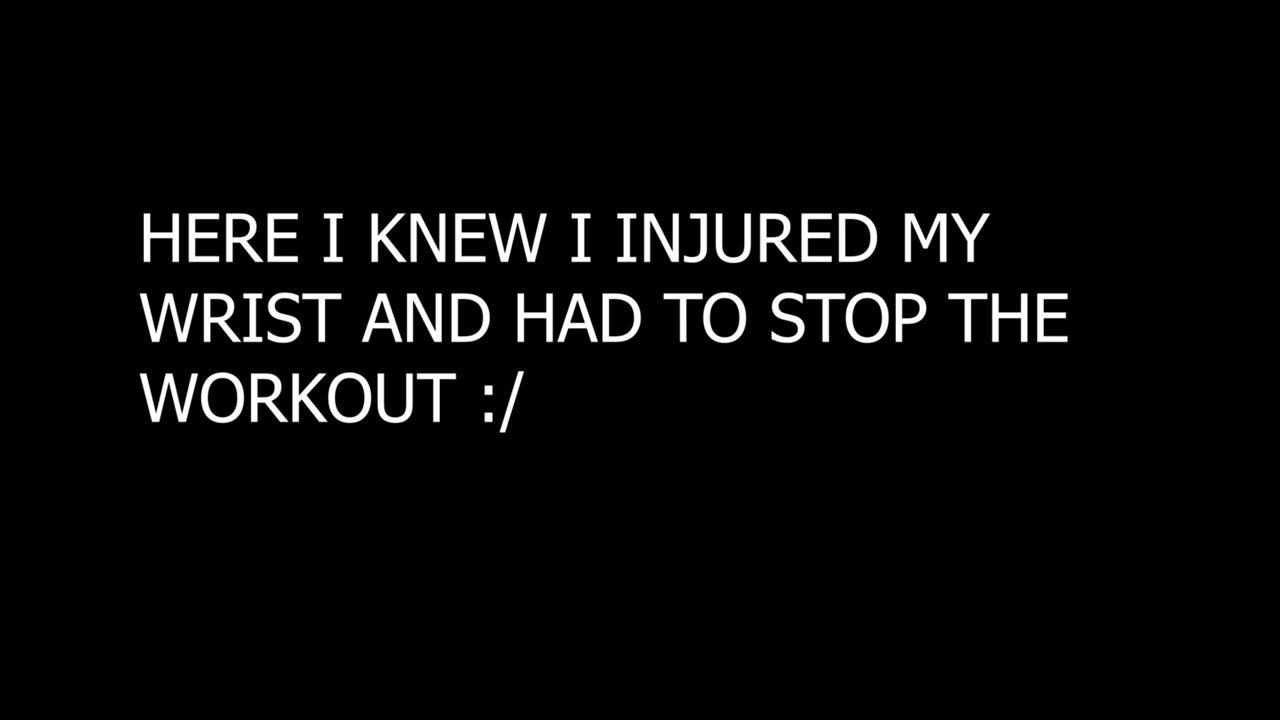 HERE I KNEW I INJURED MY
WRIST AND HAD TO STOP THE
WORKOUT :/